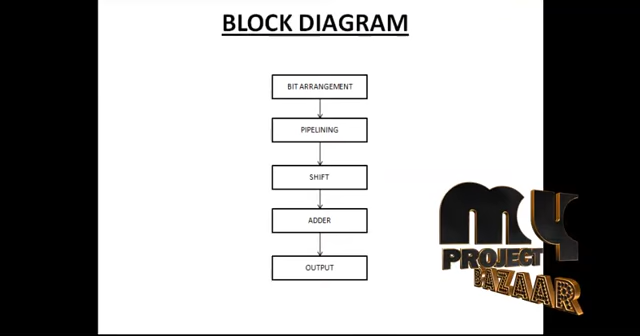 BLOCK DIAGRAM
BIT ARRANGEMENT
PIPELINING
SHIFT
ADDER
OUTPUT
my
PROJECT
BAZAAR